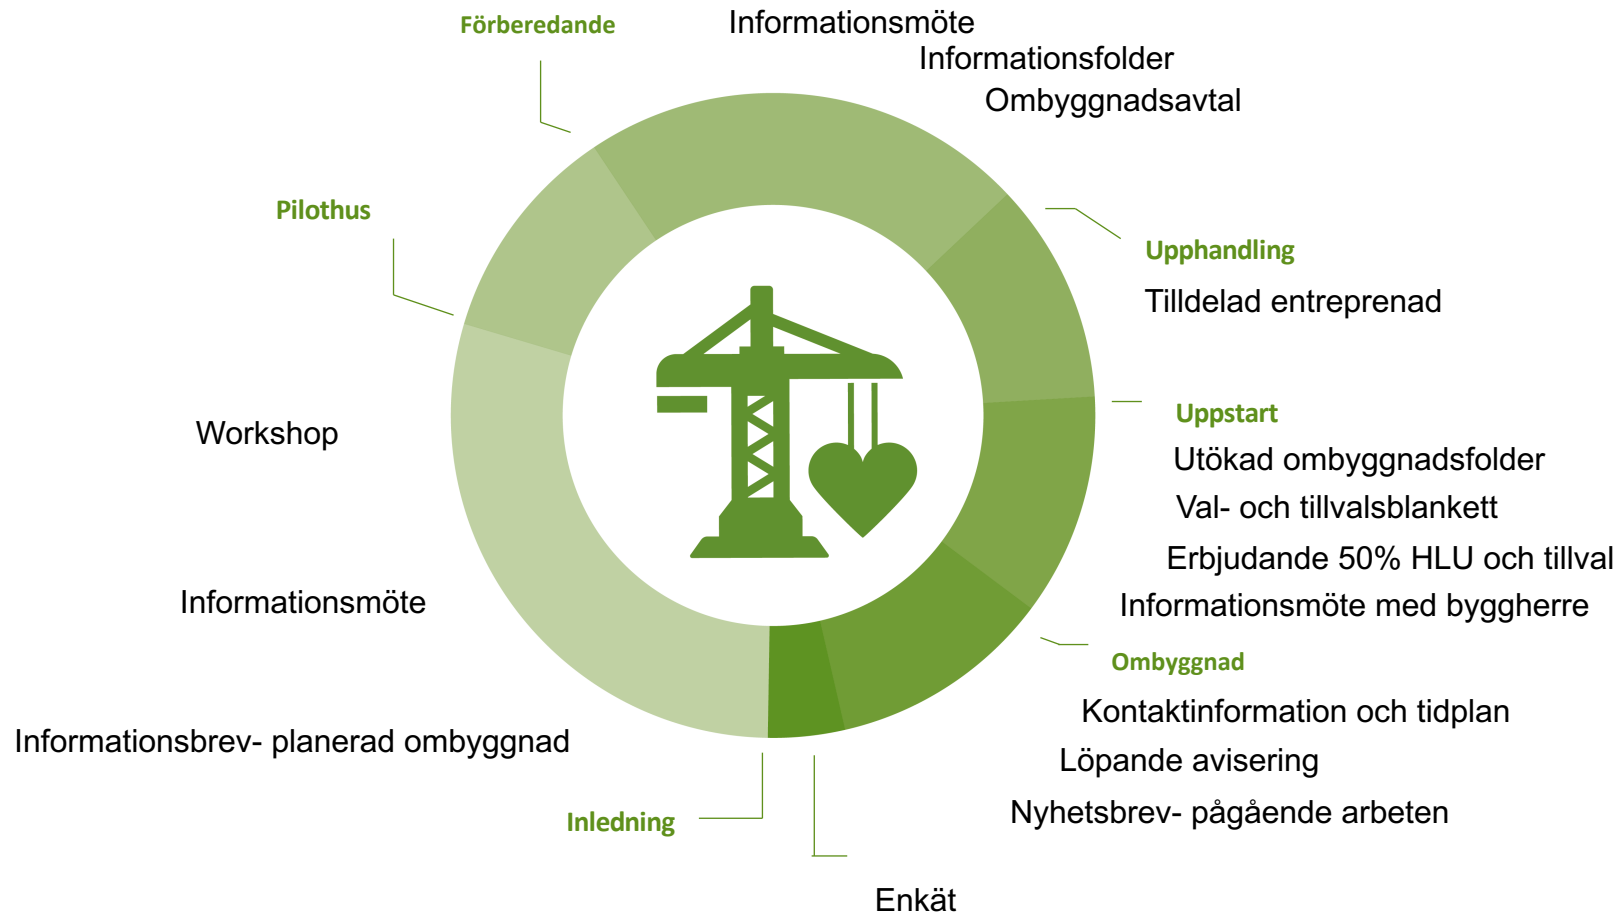 Förberedande
Informationsmöte
Informationsfolder
Ombyggnadsavtal
Pilothus
Upphandling
Tilldelad entreprenad
Uppstart
Workshop
Utökad ombyggnadsfolder
Val- och tillvalsblankett
Erbjudande 50% HLU och tillval
Informationsmöte
Informationsmöte med byggherre
Ombyggnad
Kontaktinformation och tidplan
Informationsbrev- planerad ombyggnad
Löpande avisering
Nyhetsbrev- pågående arbeten
Inledning
Enkät